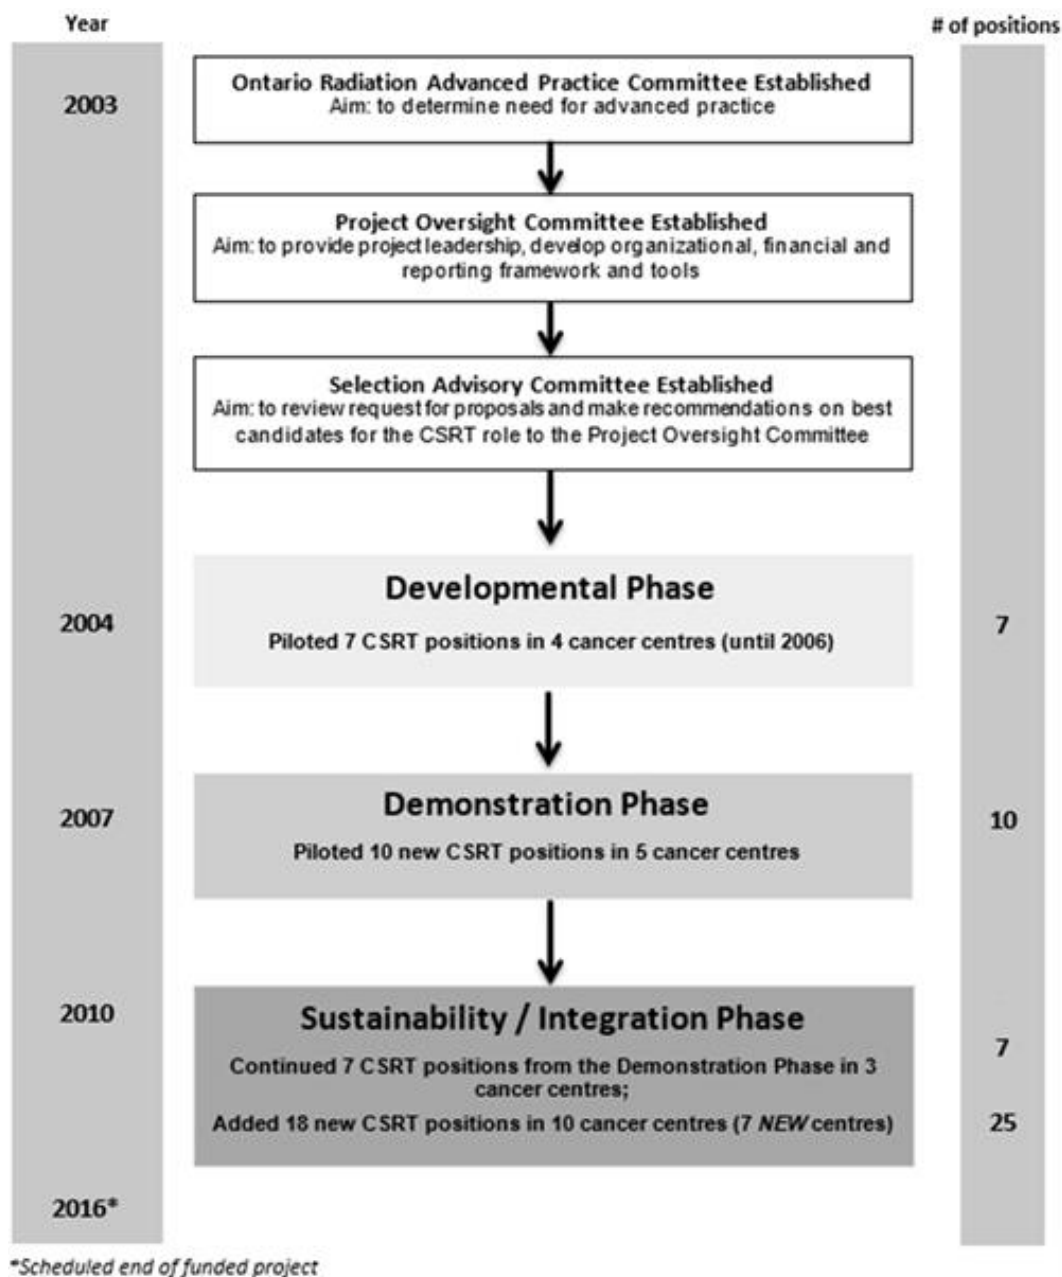 Year
# of positions
2003
Ontario Radiation Advanced Practice Committee Established
Aim: to determine need for advanced practice
Project Oversight Committee Established
Aim: to provide project leadership, develop organizational, financial and
reporting framework and tools
Selection Advisory Committee Established
Aim: to review request for proposals and make recommendations on best
candidates for the CSRT role to the Project Oversight Committee
2004
Developmental Phase
Piloted 7 CSRT positions in 4 cancer centres (until 2006)
7
2007
Demonstration Phase
Piloted 10 new CSRT positions in 5 cancer centres
10
2010
Sustainability / Integration Phase
Continued 7 CSRT positions from the Demonstration Phase in 3
cancer centres;
7
Added 18 new CSRT positions in 10 cancer centres (7 NEW centres)
25
2016*
*Scheduled end of funded project